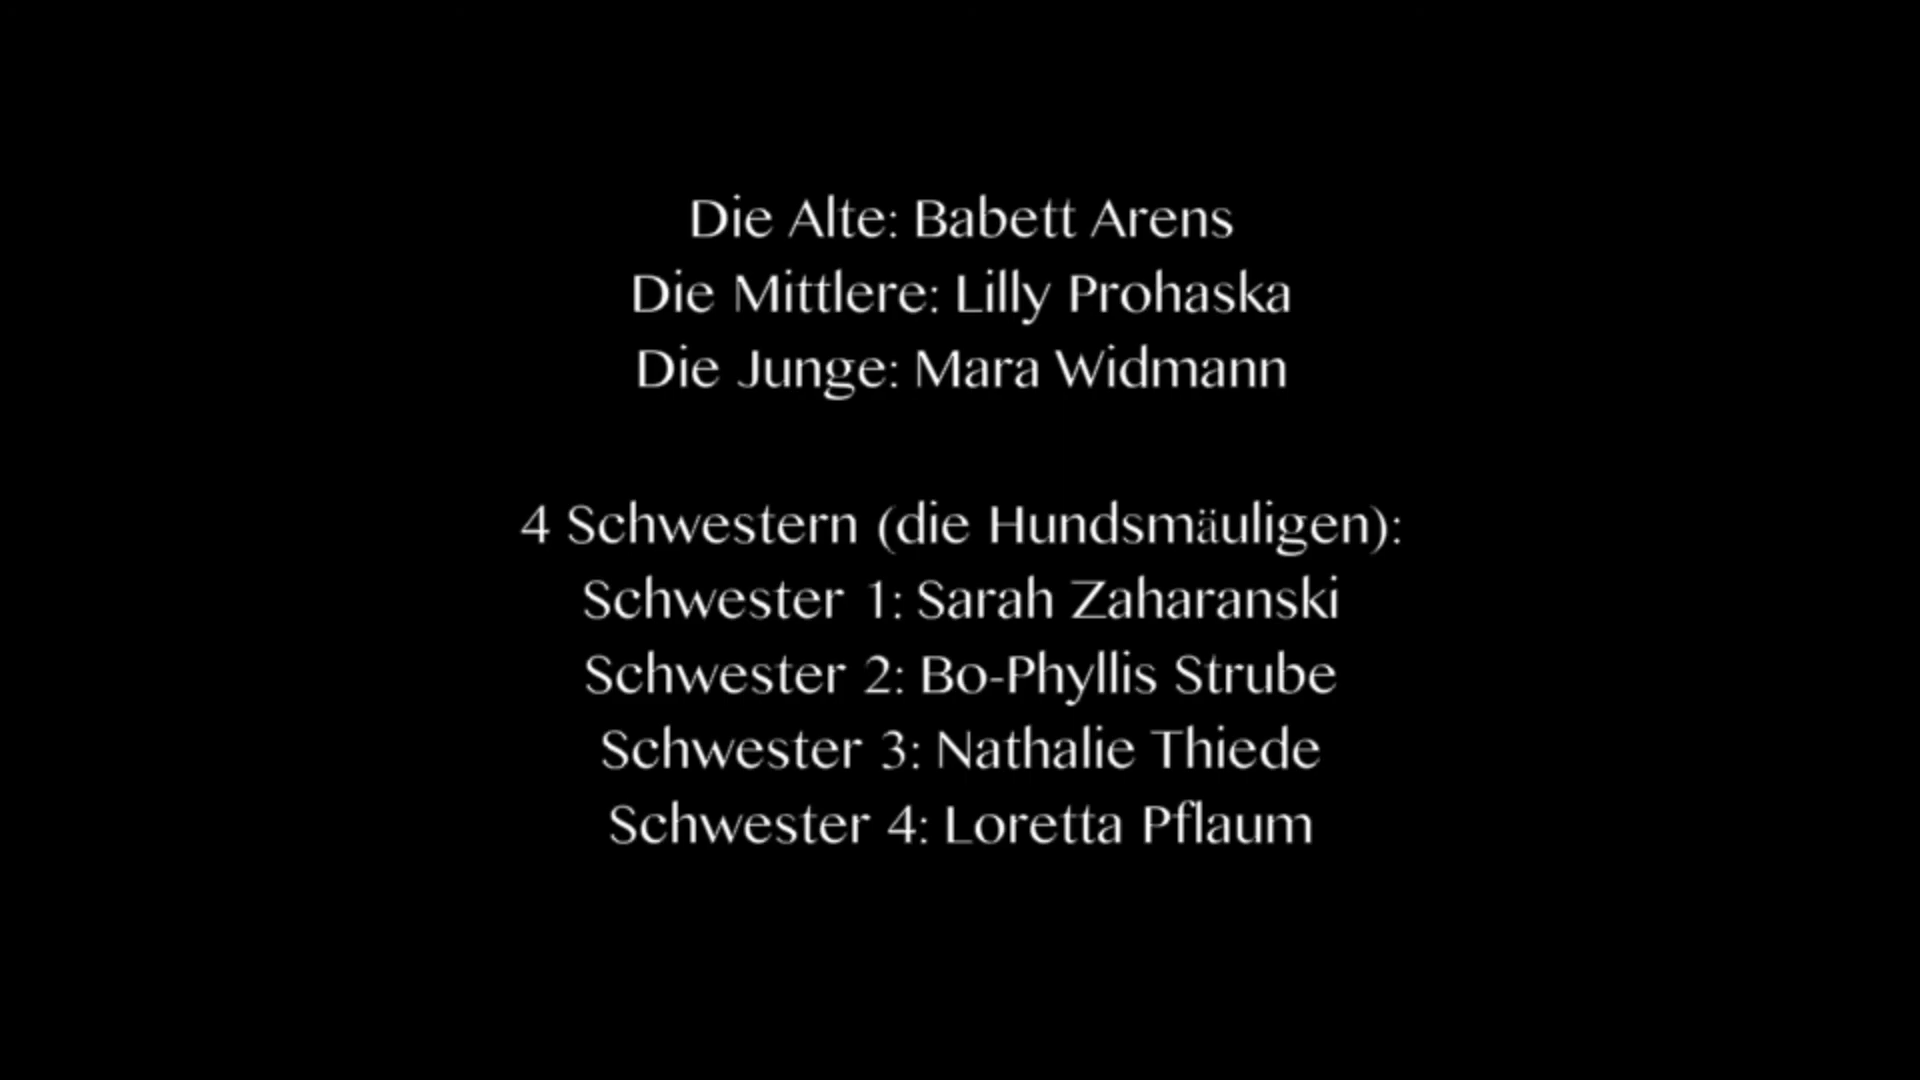 Die Alte: Babett Arens
Die Mittlere: Lilly Prohaska
Die Junge: Mara Widmann
4 Schwestern (die Hundsmäuligen):
Schwester 1: Sarah Zaharanski
Schwester 2: Bo-Phyllis Strube
Schwester 3: Nathalie Thiede
Schwester 4: Loretta Pflaum